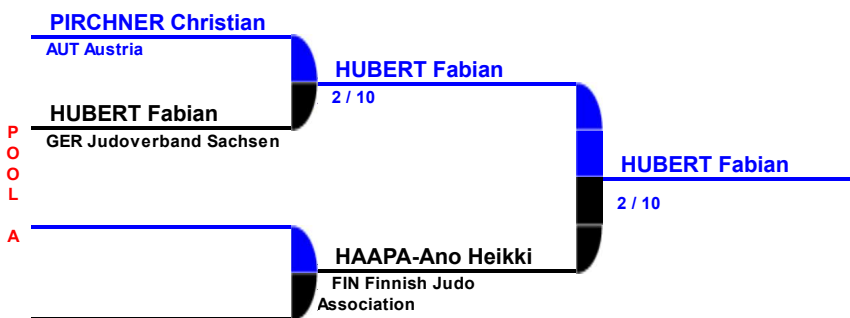 PIRCHNER Christian
AUT Austria
HUBERT Fabian
2 / 10
HUBERT Fabian
GER Judoverband Sachsen
POOL A
HUBERT Fabian
2 / 10
HAAPA-Ano Heikki
FIN Finnish Judo
Association